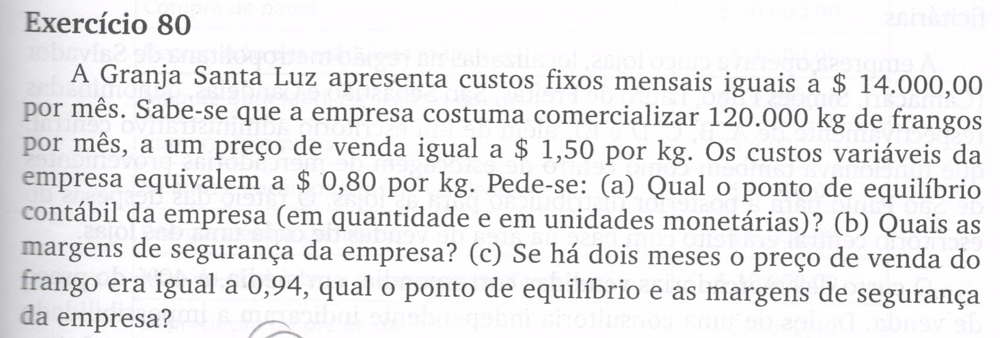 Exercício 80
A Granja Santa Luz apresenta custos fixos mensais iguais a $ 14.000,00
por mês. Sabe-se que a empresa costuma comercializar 120.000 kg de frangos
por mês, a um preço de venda igual a $ 1,50 por kg. Os custos variáveis da
empresa equivalem a $ 0,80 por kg. Pede-se: (a) Qual o ponto de equilíbrio
contábil da empresa (em quantidade e em unidades monetárias)? (b) Quais as
margens de segurança da empresa? (c) Se há dois meses o preço de venda do
frango era igual a 0,94, qual o ponto de equilíbrio e as margens de segurança
da empresa?